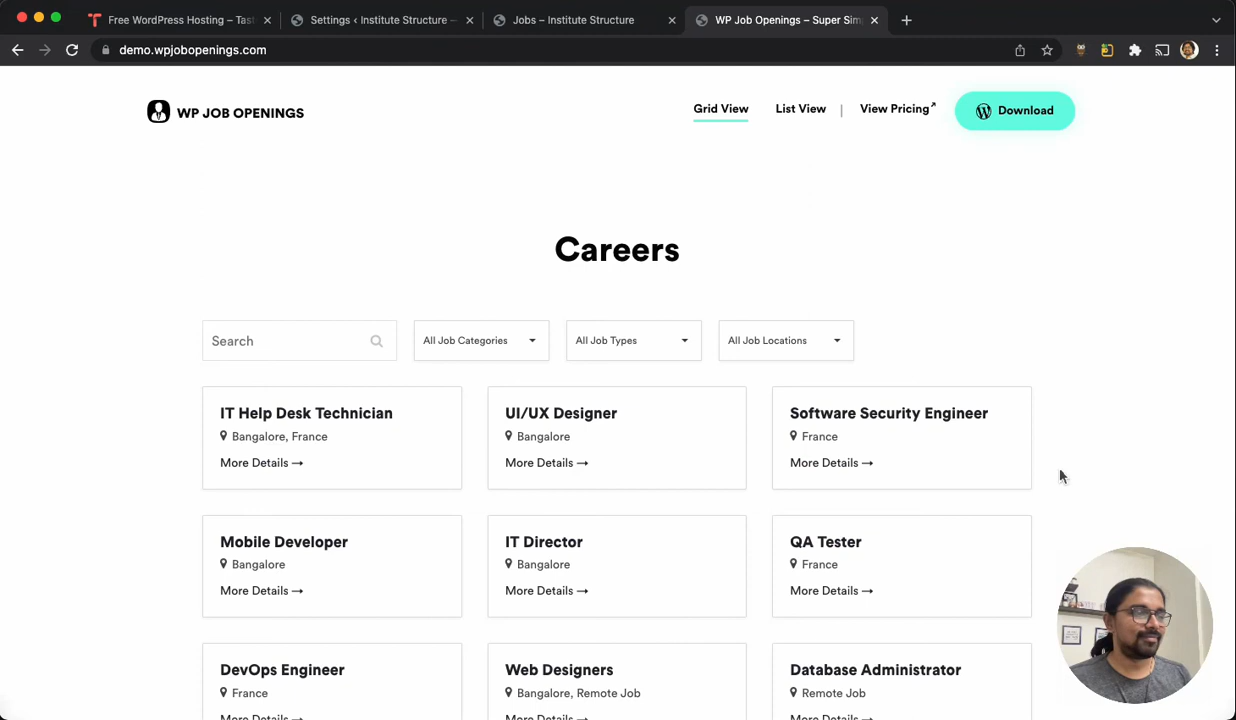 Free WordPress Hosting – Tast
Settings ‹ Institute Structure —
Jobs – Institute Structure
WP Job Openings – Super Sim
demo.wpjobopenings.com
WP JOB OPENINGS
Grid View
List View
|
View Pricing↗
Download
Careers
Search
All Job Categories
All Job Types
All Job Locations
IT Help Desk Technician
Bangalore, France
More Details →
UI/UX Designer
Bangalore
More Details →
Software Security Engineer
France
More Details →
Mobile Developer
Bangalore
More Details →
IT Director
Bangalore
More Details →
QA Tester
France
More Details →
DevOps Engineer
France
More Details →
Web Designers
Bangalore, Remote Job
More Details →
Database Administrator
Remote Job
More Details →